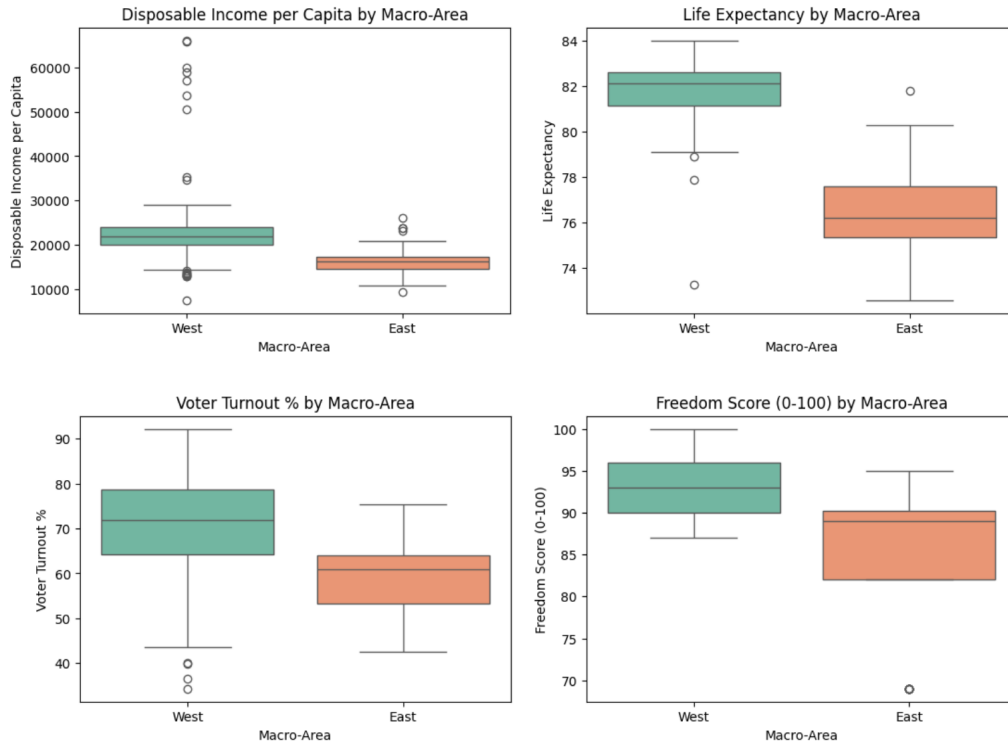 Disposable Income per Capita by Macro-Area
Disposable Income per Capita
60000
50000
40000
30000
20000
10000
West
East
Macro-Area
Life Expectancy by Macro-Area
Life Expectancy
84
82
80
78
76
74
West
East
Macro-Area
Voter Turnout % by Macro-Area
Voter Turnout %
90
80
70
60
50
40
West
East
Macro-Area
Freedom Score (0-100) by Macro-Area
Freedom Score (0-100)
100
95
90
85
80
75
70
West
East
Macro-Area